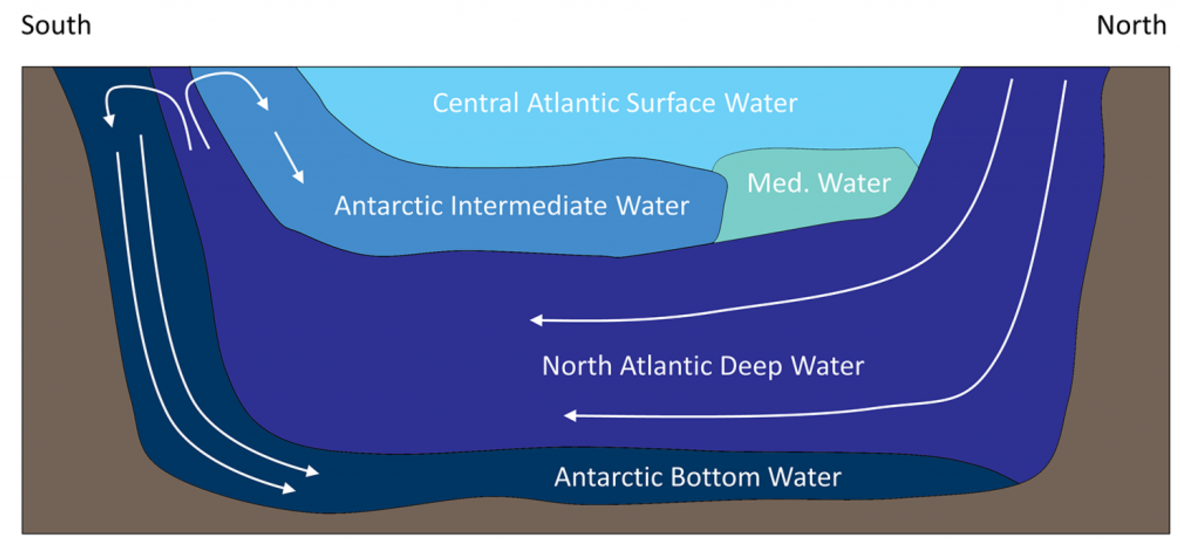 South
North
Central Atlantic Surface Water
Med. Water
Antarctic Intermediate Water
North Atlantic Deep Water
Antarctic Bottom Water